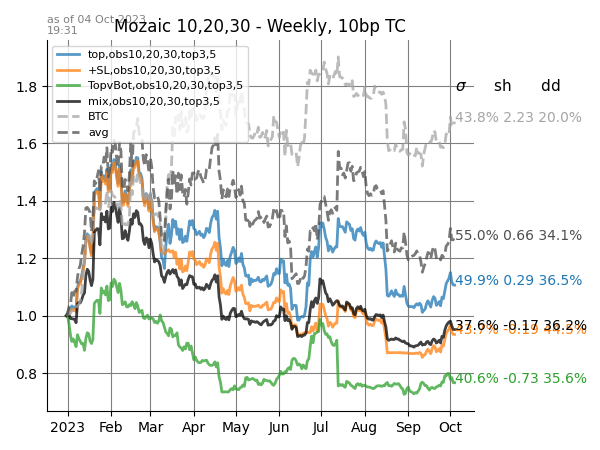 as of 04 Oct 2023
19:31
Mozaic 10,20,30 - Weekly, 10bp TC
top,obs10,20,30,top3,5
+SL,obs10,20,30,top3,5
TopvBot,obs10,20,30,top3,5
mix,obs10,20,30,top3,5
BTC
avg
σ sh dd
43.8% 2.23 20.0%
55.0% 0.66 34.1%
49.9% 0.29 36.5%
37.6% -0.17 36.2%
40.6% -0.73 35.6%
1.8
1.6
1.4
1.2
1.0
0.8
2023 Feb Mar Apr May Jun Jul Aug Sep Oct